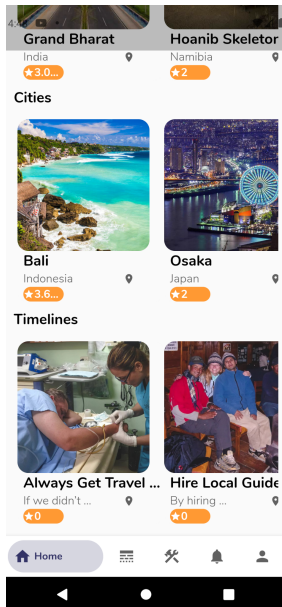 Grand Bharat
Hoanib Skeleton
India
Namibia
3.0...
2
Cities
Bali
Osaka
Indonesia
Japan
3.6...
2
Timelines
Always Get Travel ...
Hire Local Guide
If we didn't ...
By hiring ...
0
0
Home